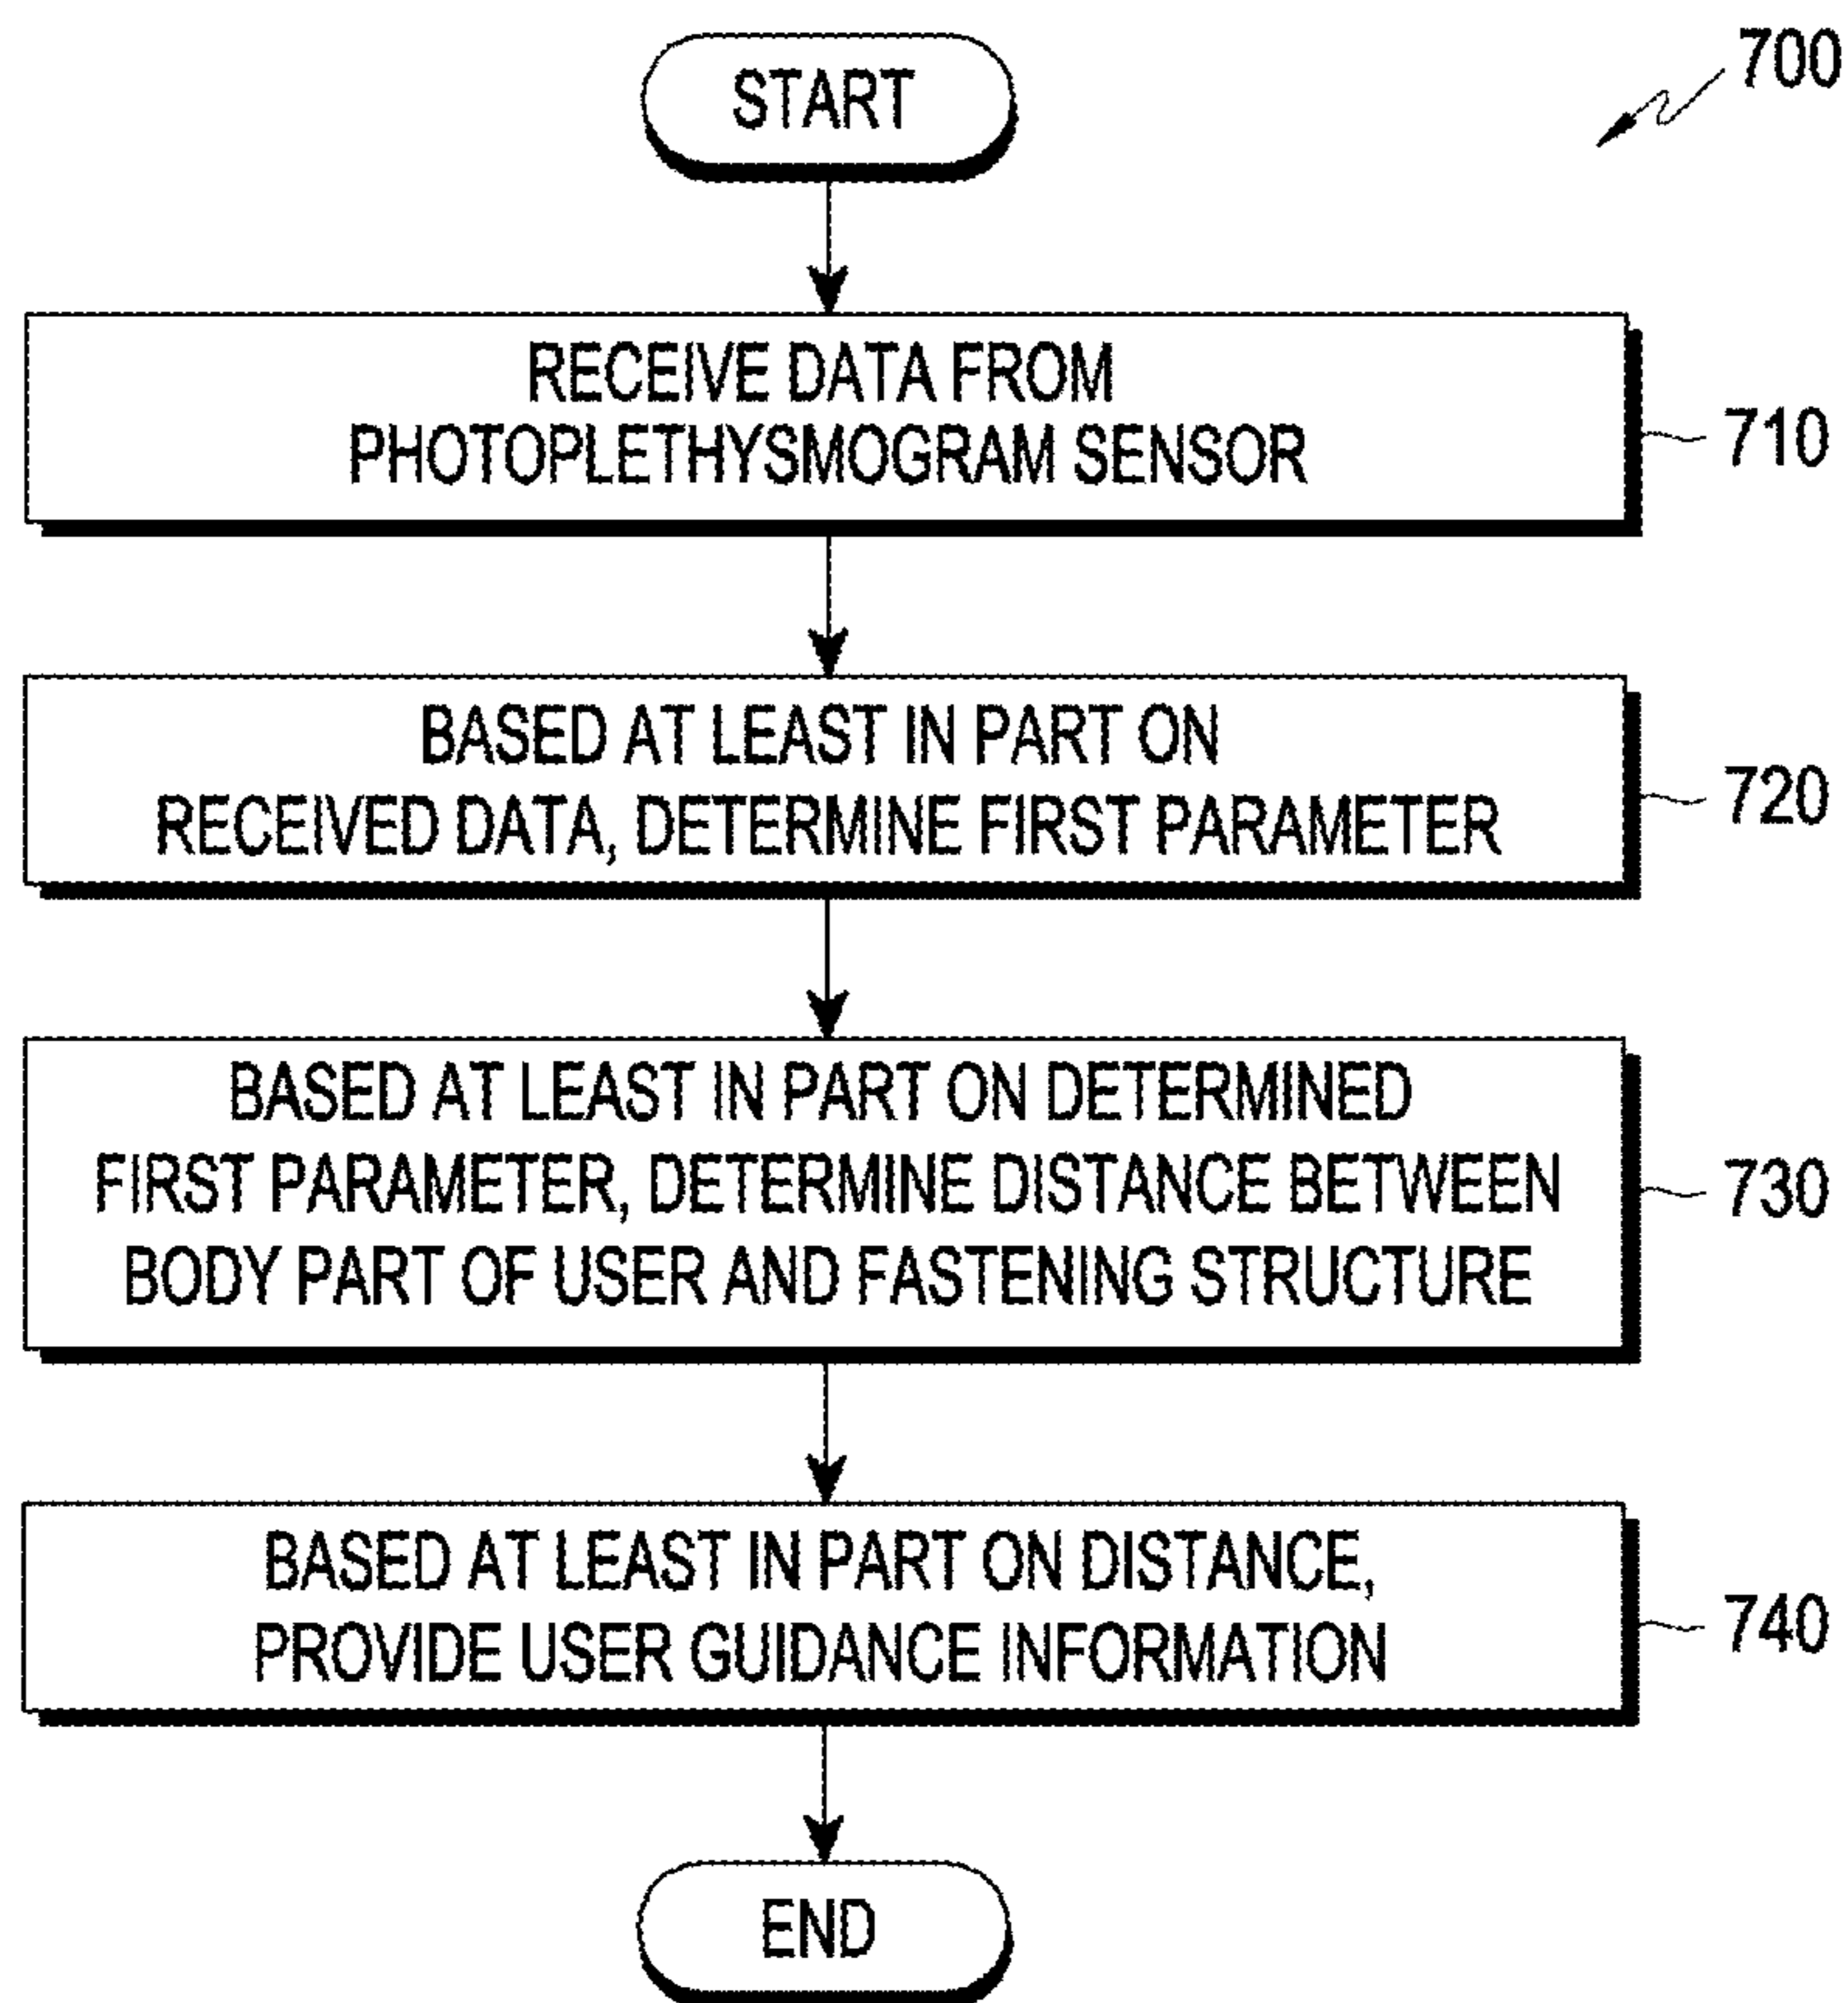 700
START
RECEIVE DATA FROM
PHOTOPLETHYSMOGRAM SENSOR
710
BASED AT LEAST IN PART ON
RECEIVED DATA, DETERMINE FIRST PARAMETER
720
BASED AT LEAST IN PART ON DETERMINED
FIRST PARAMETER, DETERMINE DISTANCE BETWEEN
BODY PART OF USER AND FASTENING STRUCTURE
730
BASED AT LEAST IN PART ON DISTANCE,
PROVIDE USER GUIDANCE INFORMATION
740
END